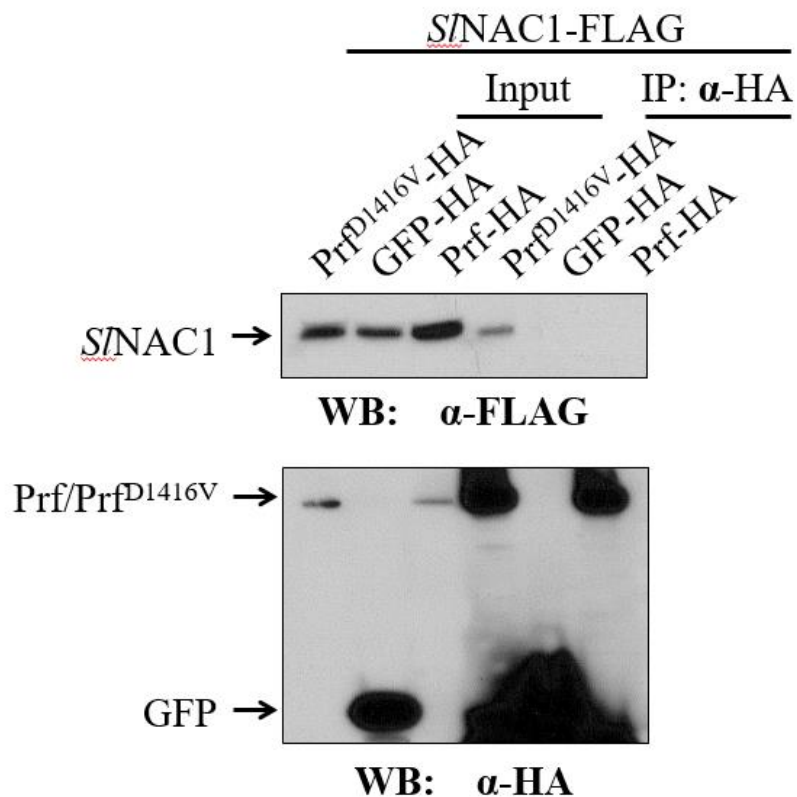 SlNAC1-FLAG
Input IP: α-HA
PrfD1416V-HA GFP-HA Prf-HA PrfD1416V-HA GFP-HA Prf-HA
SlNAC1
WB: α-FLAG
Prf/PrfD1416V
GFP
WB: α-HA